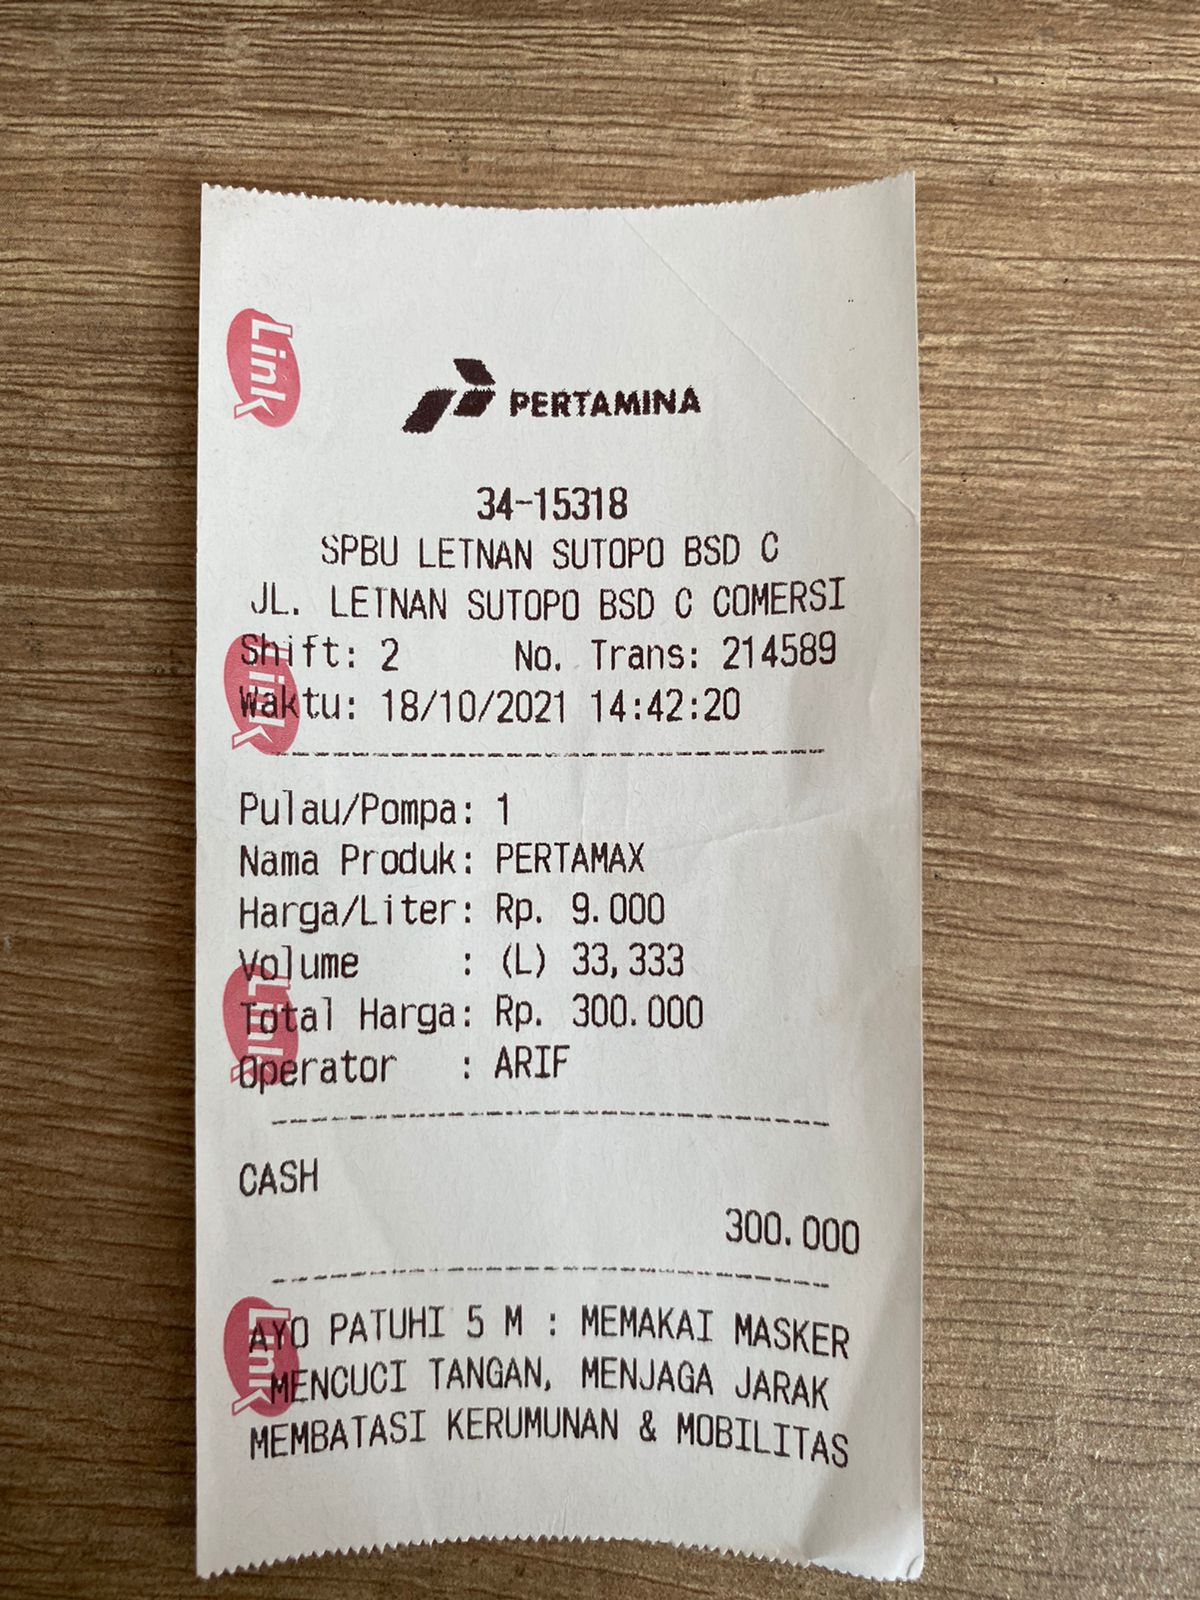 Link
PERTAMINA
34-15318
SPBU LETNAN SUTOPO BSD C
JL. LETNAN SUTOPO BSD C COMERSI
Shift: 2 No. Trans: 214589
Link
Waktu: 18/10/2021 14:42:20
Pulau/Pompa: 1
Nama Produk: PERTAMAX
Harga/Liter: Rp. 9.000
Volume : (L) 33,333
Link
Total Harga: Rp. 300.000
Operator : ARIF
CASH
300.000
Link
AYO PATUHI 5 M : MEMAKAI MASKER
MENCUCI TANGAN, MENJAGA JARAK
MEMBATASI KERUMUNAN & MOBILITAS